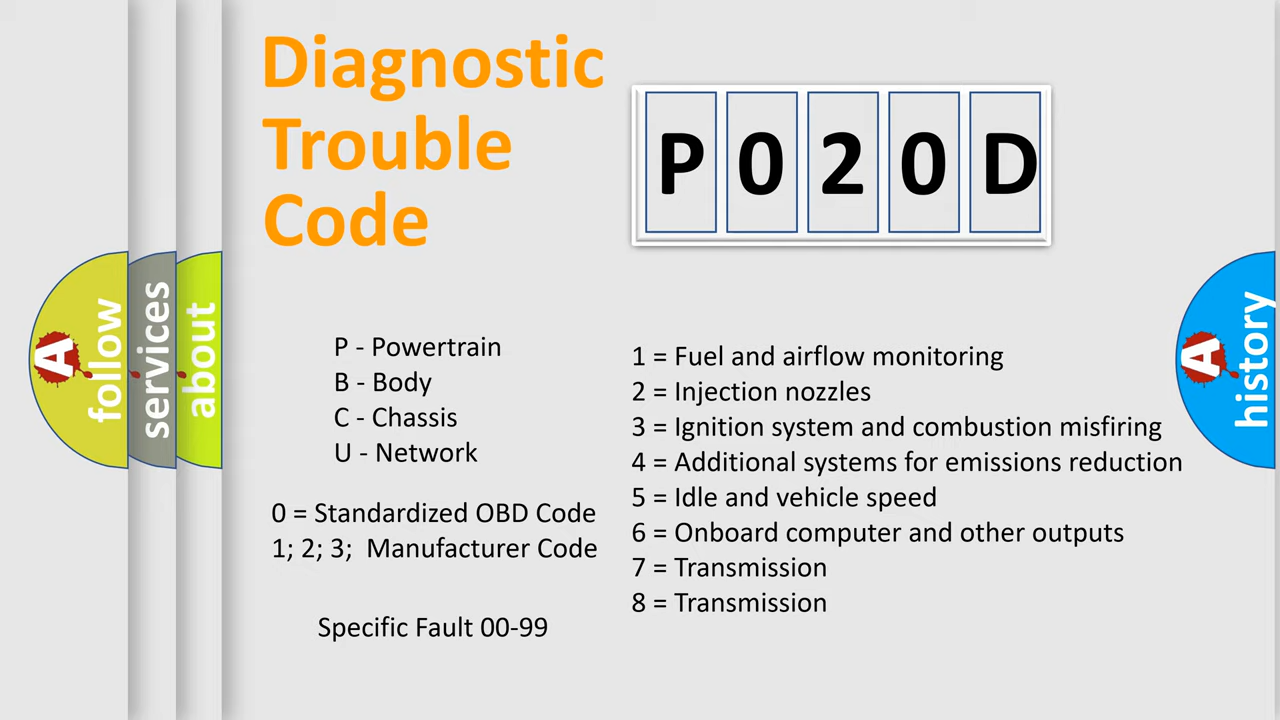 Diagnostic
Trouble
Code
P 0 2 0 D
P - Powertrain
B - Body
C - Chassis
U - Network
0 = Standardized OBD Code
1; 2; 3;  Manufacturer Code
Specific Fault 00-99
1 = Fuel and airflow monitoring
2 = Injection nozzles
3 = Ignition system and combustion misfiring
4 = Additional systems for emissions reduction
5 = Idle and vehicle speed
6 = Onboard computer and other outputs
7 = Transmission
8 = Transmission
A
follow
services
about
A
history